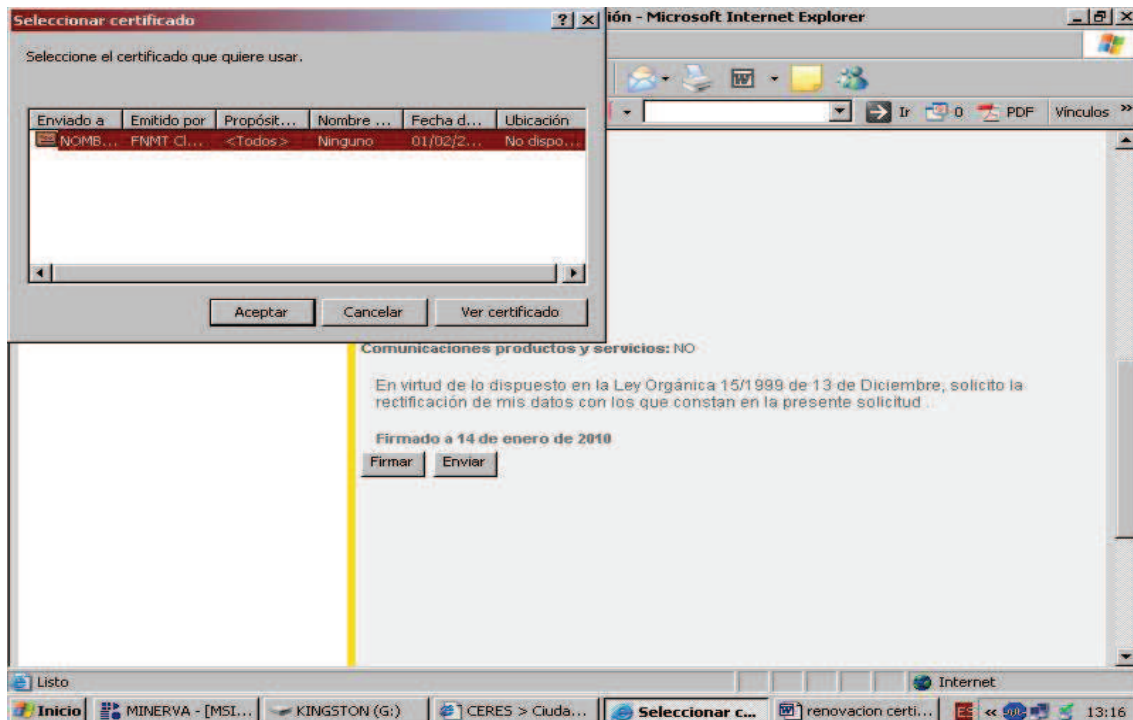 Seleccionar certificado
ión - Microsoft Internet Explorer
Seleccione el certificado que quiere usar.
Ir 0 PDF Vínculos »
Enviado a Emitido por Propósit... Nombre ... Fecha d... Ubicación
NOMB... FNMT Cl... <Todos> Ninguno 01/02/2... No dispo...
Aceptar Cancelar Ver certificado
Comunicaciones productos y servicios: NO
En virtud de lo dispuesto en la Ley Orgánica 15/1999 de 13 de Diciembre, solicito la
rectificación de mis datos con los que constan en la presente solicitud .
Firmado a 14 de enero de 2010
Firmar Enviar
Listo Internet
Inicio MINERVA - [MSI... KINGSTON (G:) CERES > Ciuda... Seleccionar c... renovacion certi... ES « 13:16